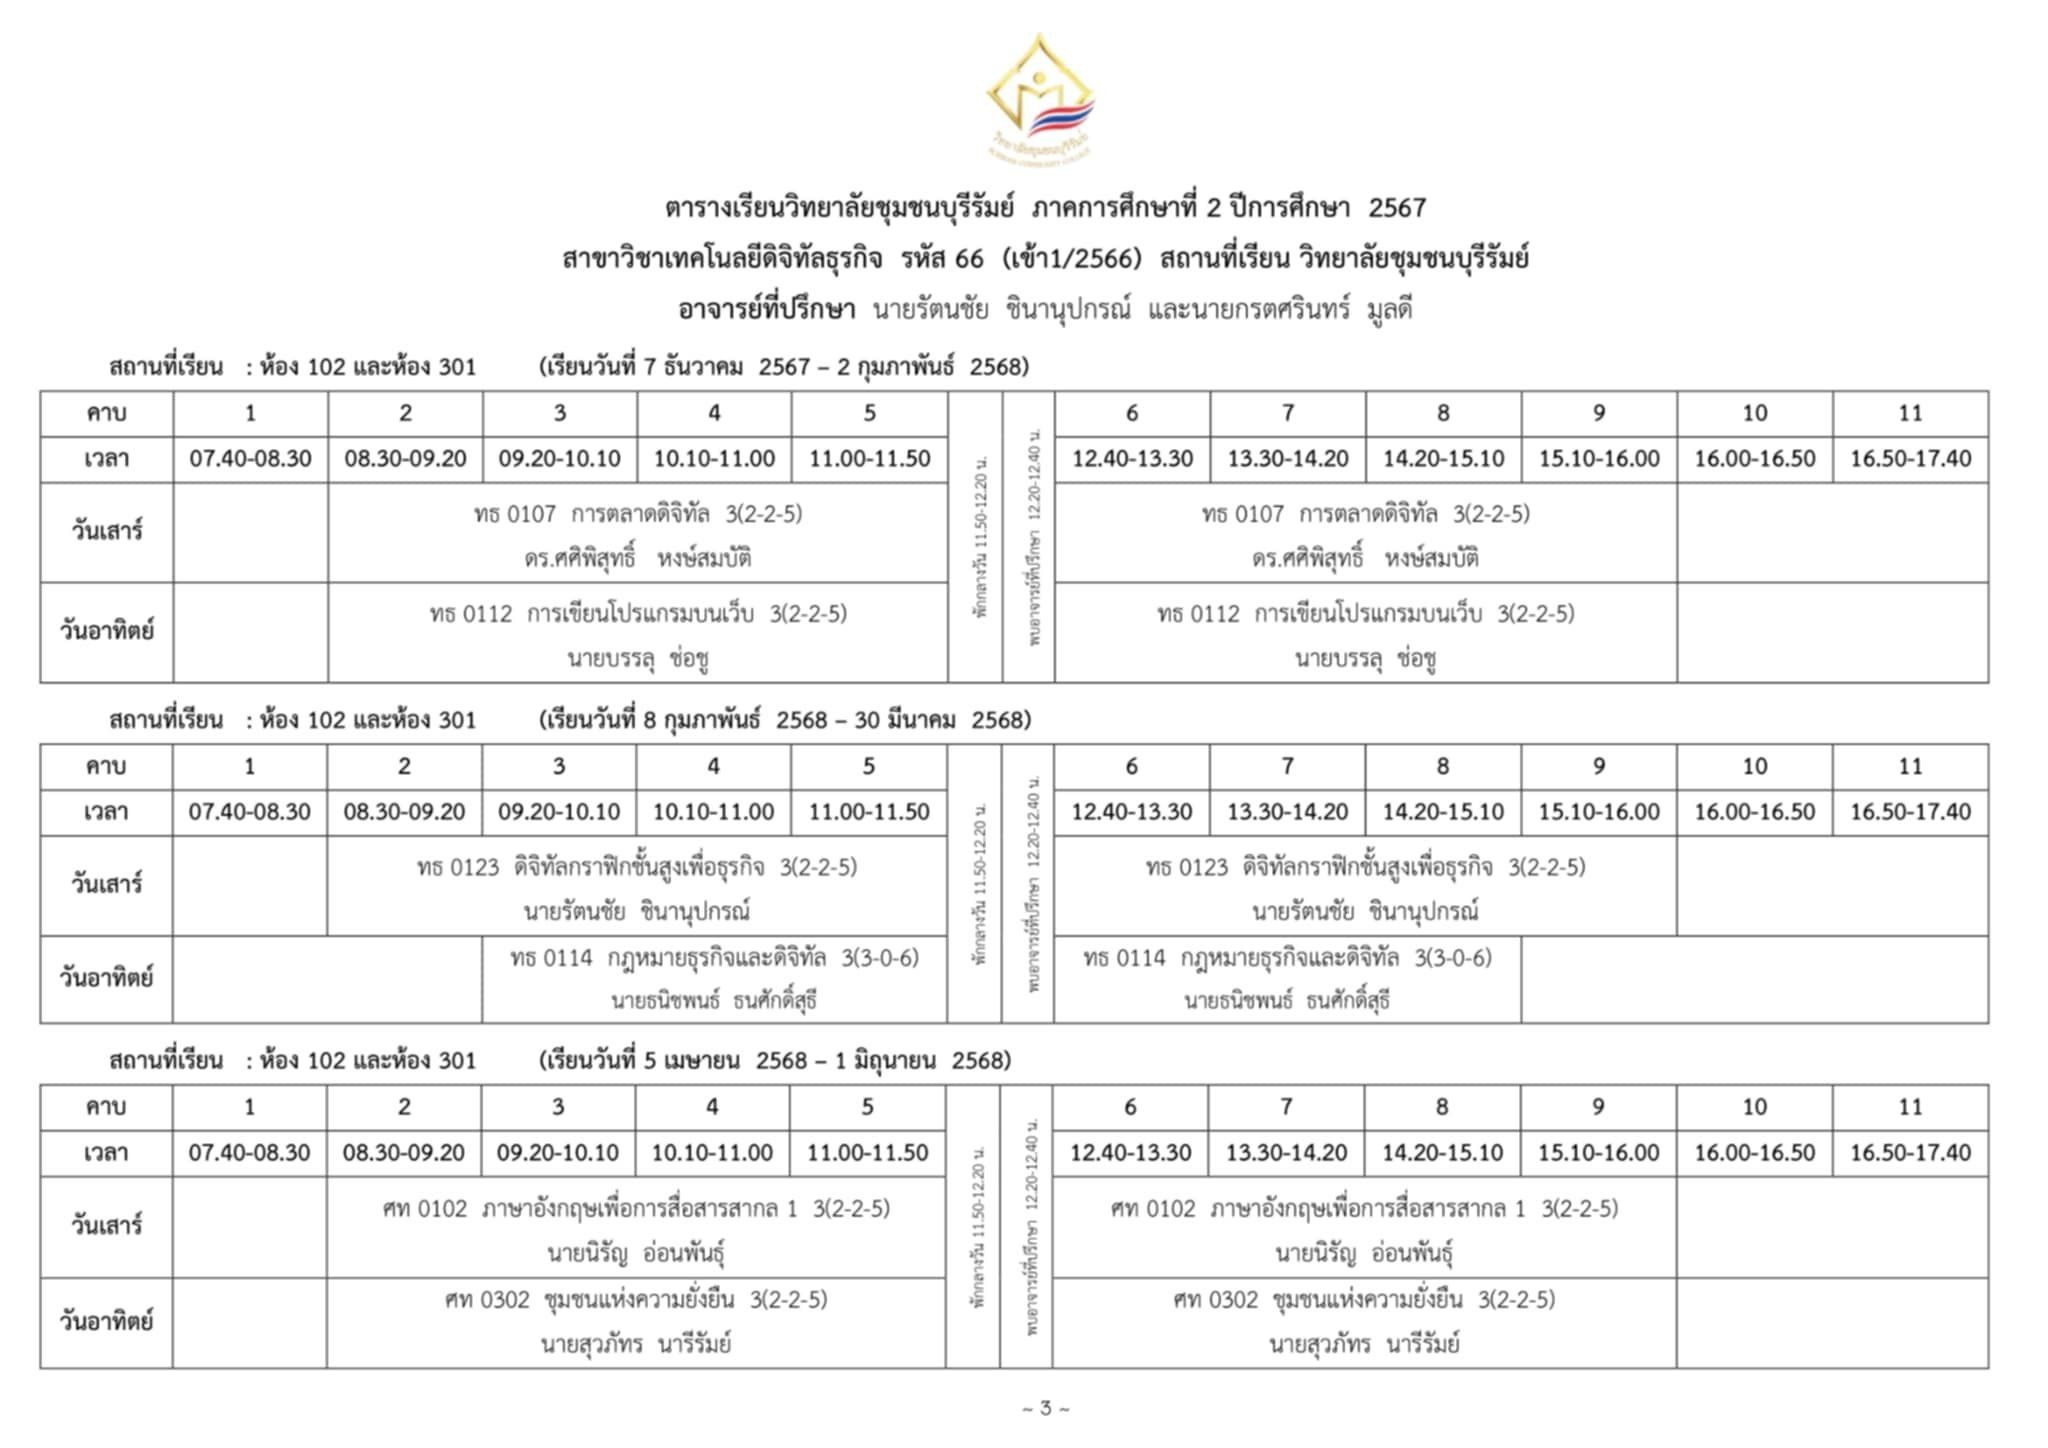 วิทยาลัยชุมชนบุรีรัมย์
BURIRAM COMMUNITY COLLEGE
ตารางเรียนวิทยาลัยชุมชนบุรีรัมย์ ภาคการศึกษาที่ 2 ปีการศึกษา 2567
สาขาวิชาเทคโนลยีดิจิทัลธุรกิจ รหัส 66 (เข้า1/2566) สถานที่เรียน วิทยาลัยชุมชนบุรีรัมย์
อาจารย์ที่ปรึกษา นายรัตนชัย ชินานุปกรณ์ และนายกรตศรินทร์ มูลดี
สถานที่เรียน : ห้อง 102 และห้อง 301 (เรียนวันที่ 7 ธันวาคม 2567 – 2 กุมภาพันธ์ 2568)
คาบ 1 2 3 4 5 6 7 8 9 10 11
เวลา 07.40-08.30 08.30-09.20 09.20-10.10 10.10-11.00 11.00-11.50 12.40-13.30 13.30-14.20 14.20-15.10 15.10-16.00 16.00-16.50 16.50-17.40
พักกลางวัน 11.50-12.20 น.
พบอาจารย์ที่ปรึกษา 12.20-12.40 น.
วันเสาร์
ทธ 0107 การตลาดดิจิทัล 3(2-2-5)
ดร.ศศิพิสุทธิ์ หงษ์สมบัติ
ทธ 0107 การตลาดดิจิทัล 3(2-2-5)
ดร.ศศิพิสุทธิ์ หงษ์สมบัติ
วันอาทิตย์
ทธ 0112 การเขียนโปรแกรมบนเว็บ 3(2-2-5)
นายบรรลุ ช่อชู
ทธ 0112 การเขียนโปรแกรมบนเว็บ 3(2-2-5)
นายบรรลุ ช่อชู
สถานที่เรียน : ห้อง 102 และห้อง 301 (เรียนวันที่ 8 กุมภาพันธ์ 2568 – 30 มีนาคม 2568)
คาบ 1 2 3 4 5 6 7 8 9 10 11
เวลา 07.40-08.30 08.30-09.20 09.20-10.10 10.10-11.00 11.00-11.50 12.40-13.30 13.30-14.20 14.20-15.10 15.10-16.00 16.00-16.50 16.50-17.40
พักกลางวัน 11.50-12.20 น.
พบอาจารย์ที่ปรึกษา 12.20-12.40 น.
วันเสาร์
ทธ 0123 ดิจิทัลกราฟิกชั้นสูงเพื่อธุรกิจ 3(2-2-5)
นายรัตนชัย ชินานุปกรณ์
ทธ 0123 ดิจิทัลกราฟิกชั้นสูงเพื่อธุรกิจ 3(2-2-5)
นายรัตนชัย ชินานุปกรณ์
วันอาทิตย์
ทธ 0114 กฎหมายธุรกิจและดิจิทัล 3(3-0-6)
นายธนิชพนธ์ ธนศักดิ์สุธี
ทธ 0114 กฎหมายธุรกิจและดิจิทัล 3(3-0-6)
นายธนิชพนธ์ ธนศักดิ์สุธี
สถานที่เรียน : ห้อง 102 และห้อง 301 (เรียนวันที่ 5 เมษายน 2568 – 1 มิถุนายน 2568)
คาบ 1 2 3 4 5 6 7 8 9 10 11
เวลา 07.40-08.30 08.30-09.20 09.20-10.10 10.10-11.00 11.00-11.50 12.40-13.30 13.30-14.20 14.20-15.10 15.10-16.00 16.00-16.50 16.50-17.40
พักกลางวัน 11.50-12.20 น.
พบอาจารย์ที่ปรึกษา 12.20-12.40 น.
วันเสาร์
ศท 0102 ภาษาอังกฤษเพื่อการสื่อสารสากล 1 3(2-2-5)
นายนิรัญ อ่อนพันธุ์
ศท 0102 ภาษาอังกฤษเพื่อการสื่อสารสากล 1 3(2-2-5)
นายนิรัญ อ่อนพันธุ์
วันอาทิตย์
ศท 0302 ชุมชนแห่งความยั่งยืน 3(2-2-5)
นายสุวภัทร นารีรัมย์
ศท 0302 ชุมชนแห่งความยั่งยืน 3(2-2-5)
นายสุวภัทร นารีรัมย์
~ 3 ~